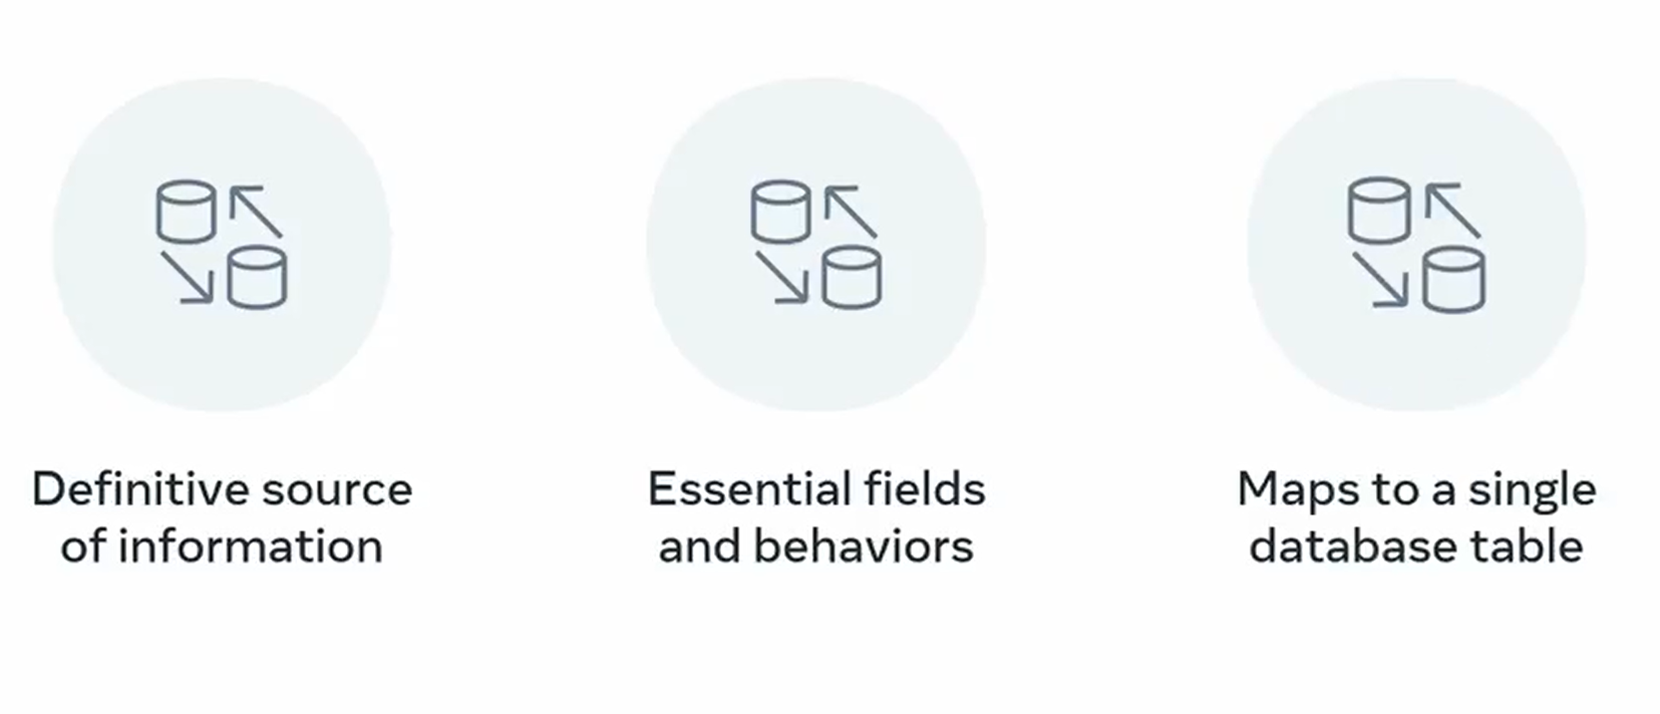 Definitive source
of information
Essential fields
and behaviors
Maps to a single
database table